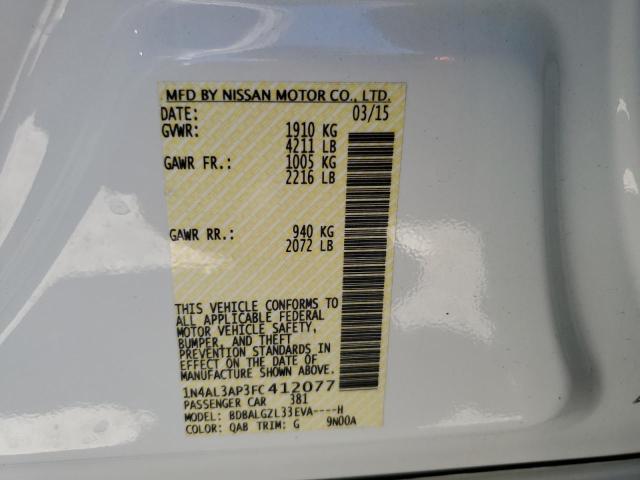 MFD BY NISSAN MOTOR CO., LTD.
DATE: 03/15
GVWR: 1910 KG
4211 LB
GAWR FR.: 1005 KG
2216 LB
GAWR RR.: 940 KG
2072 LB
THIS VEHICLE CONFORMS TO
ALL APPLICABLE FEDERAL
MOTOR VEHICLE SAFETY,
BUMPER, AND THEFT
PREVENTION STANDARDS IN
EFFECT ON THE DATE OF
MANUFACTURE SHOWN ABOVE.
1N4AL3AP3FC412077
PASSENGER CAR 381
MODEL: BDBALGZL33EVA----H
COLOR: QAB TRIM: G 9N00A